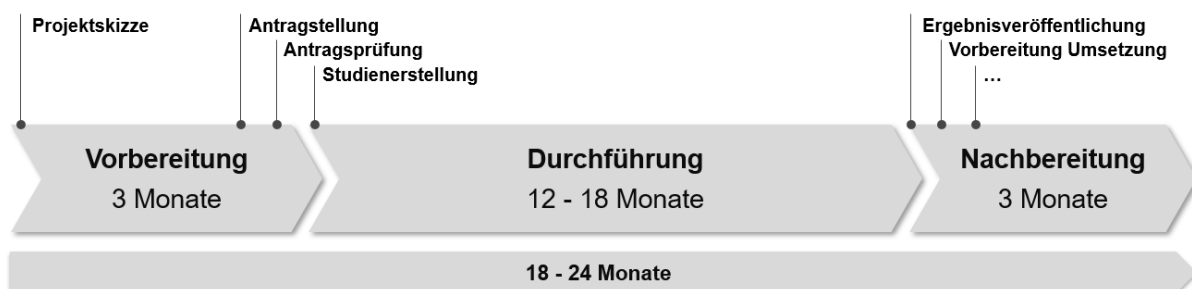 Projektskizze
Antragstellung
Antragsprüfung
Studienerstellung
Ergebnisveröffentlichung
Vorbereitung Umsetzung
…
Vorbereitung
3 Monate
Durchführung
12 - 18 Monate
Nachbereitung
3 Monate
18 - 24 Monate